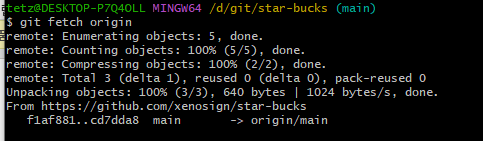 tetz@DESKTOP-P7Q4OLL MINGW64 /d/git/star-bucks (main)
$ git fetch origin
remote: Enumerating objects: 5, done.
remote: Counting objects: 100% (5/5), done.
remote: Compressing objects: 100% (2/2), done.
remote: Total 3 (delta 1), reused 0 (delta 0), pack-reused 0
Unpacking objects: 100% (3/3), 640 bytes | 1024 bytes/s, done.
From https://github.com/xenosign/star-bucks
   f1af881..cd7dda8  main       -> origin/main